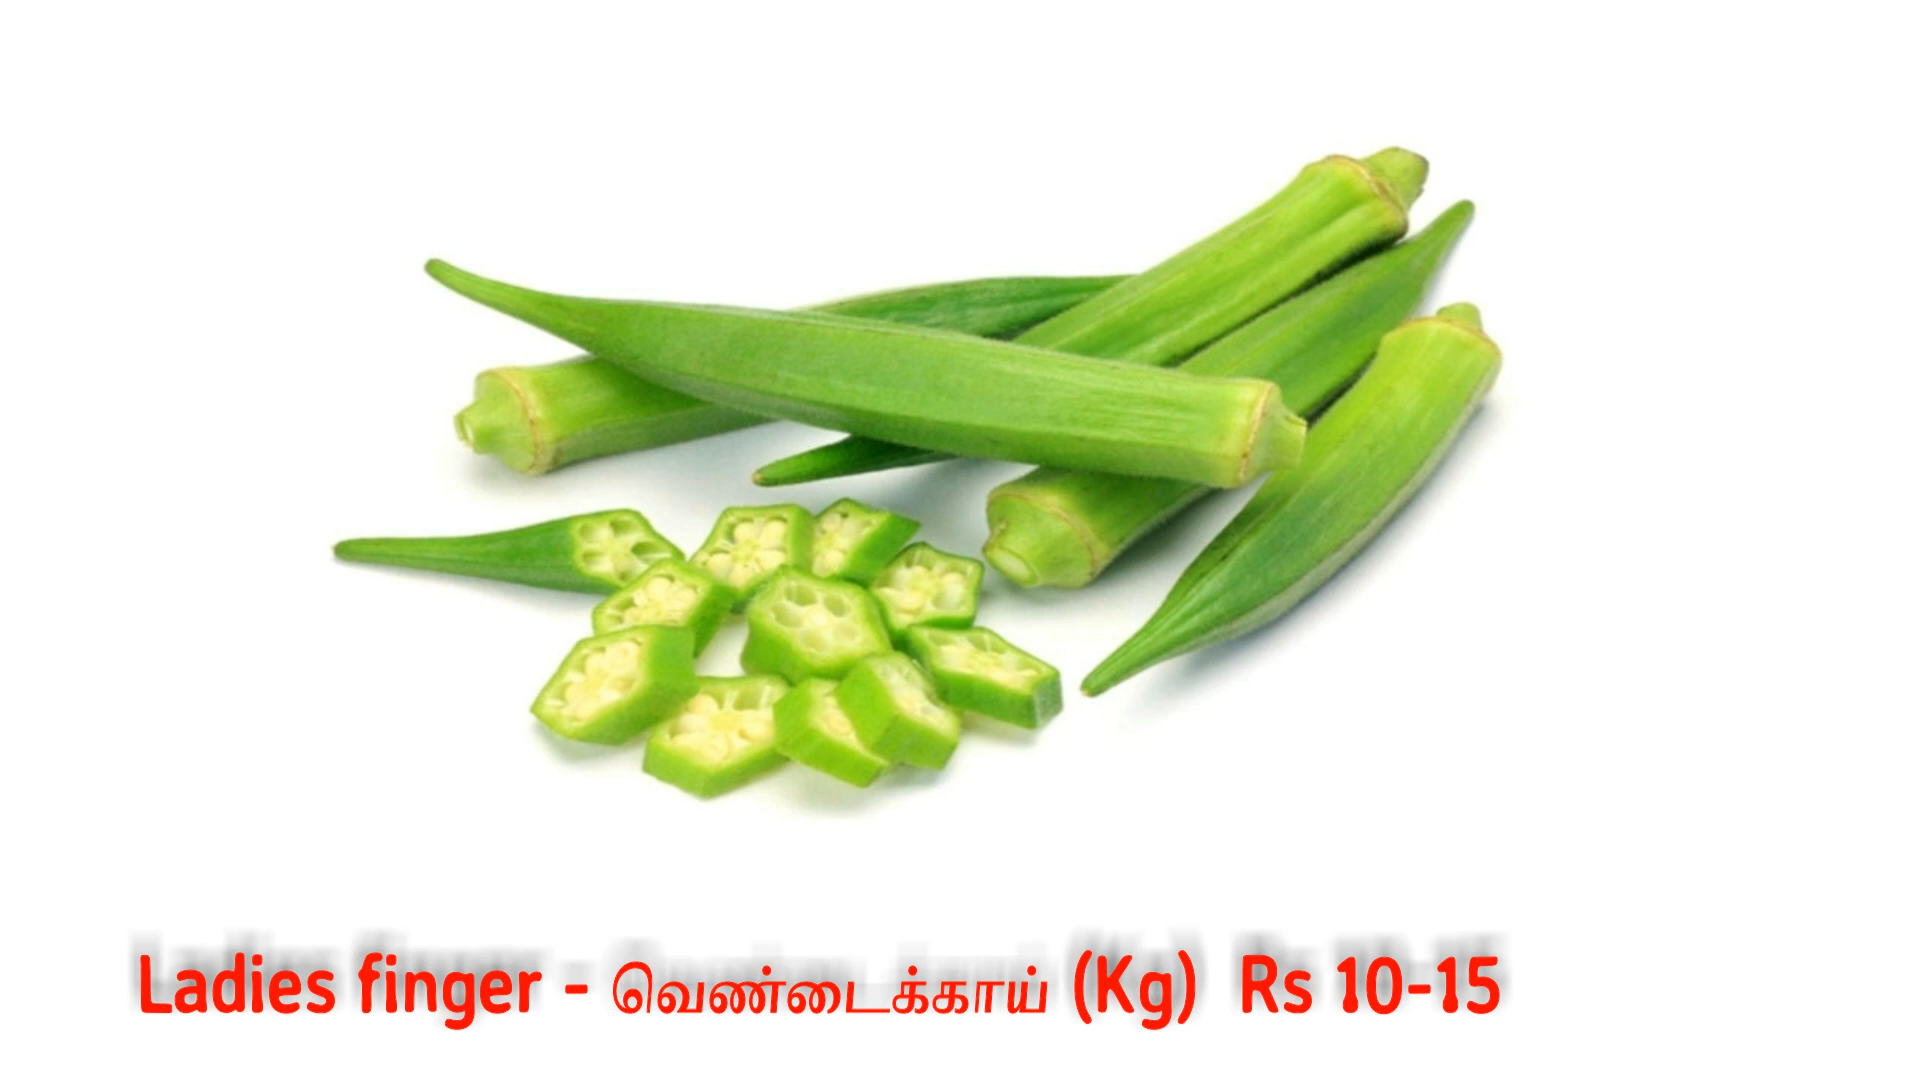 Ladies finger - வெண்டைக்காய் (Kg) Rs 10-15